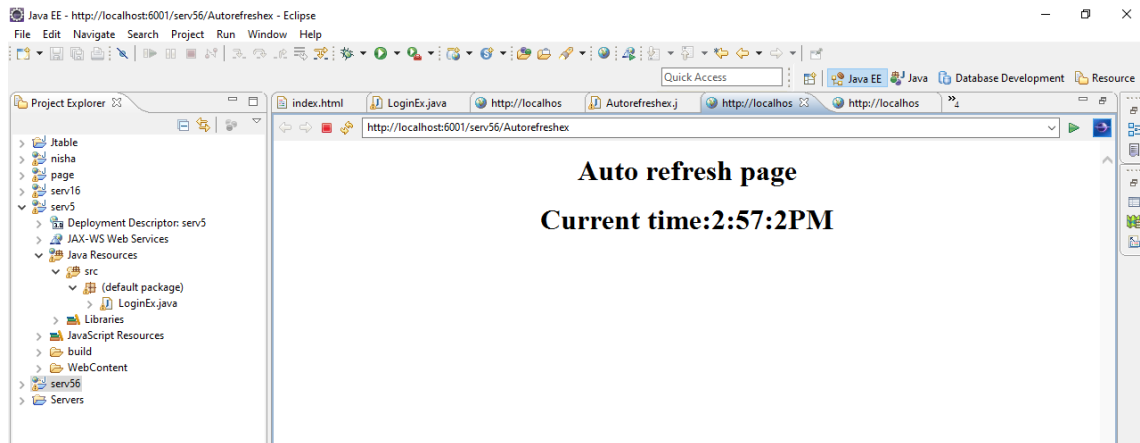 Java EE - http://localhost:6001/serv56/Autorefreshex - Eclipse
File Edit Navigate Search Project Run Window Help
Quick Access
Java EE Java Database Development Resource
Project Explorer
index.html LoginEx.java http://localhos Autorefreshex.j http://localhos http://localhos 4
http://localhost:6001/serv56/Autorefreshex
Jtable
nisha
page
serv16
serv5
Deployment Descriptor: serv5
JAX-WS Web Services
Java Resources
src
(default package)
LoginEx.java
Libraries
JavaScript Resources
build
WebContent
serv56
Servers
Auto refresh page
Current time:2:57:2PM